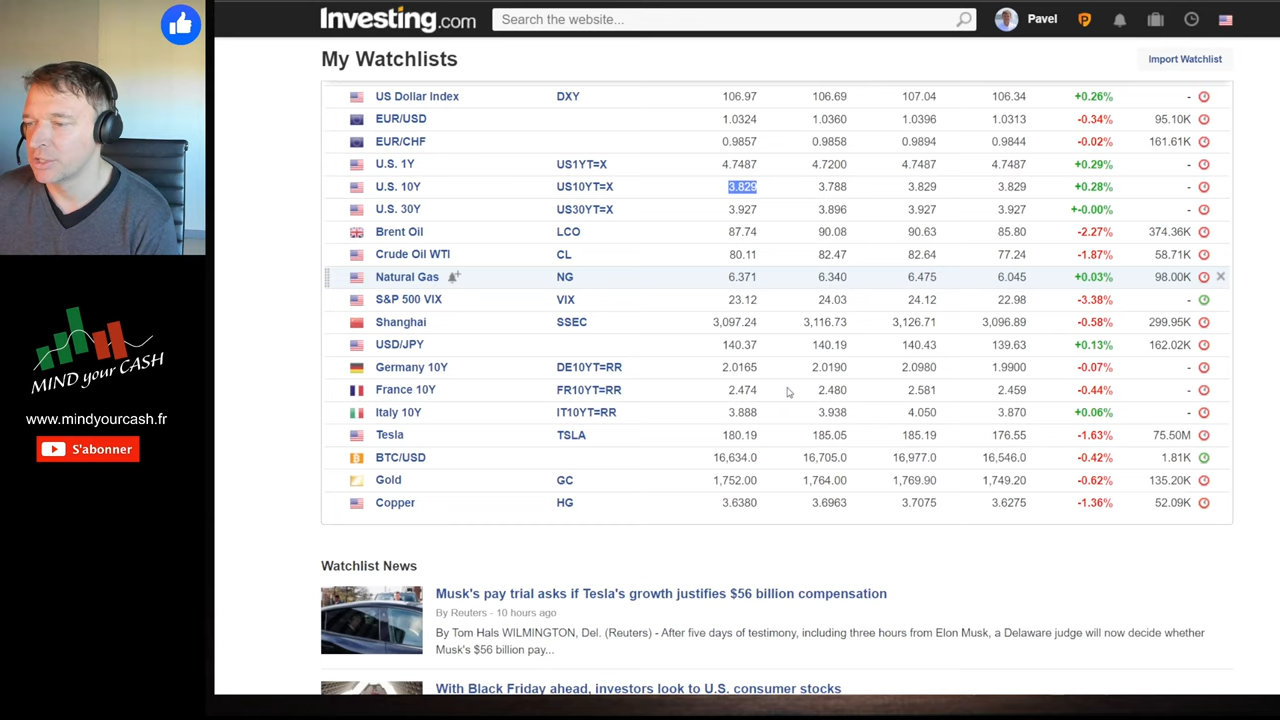 Investing.com Search the website... Pavel
My Watchlists Import Watchlist
US Dollar Index DXY 106.97 106.69 107.04 106.34 +0.26% -
EUR/USD 1.0324 1.0360 1.0396 1.0313 -0.34% 95.10K
EUR/CHF 0.9857 0.9858 0.9894 0.9844 -0.02% 161.61K
U.S. 1Y US1YT=X 4.7487 4.7200 4.7487 4.7487 +0.29% -
U.S. 10Y US10YT=X 3.829 3.788 3.829 3.829 +0.28% -
U.S. 30Y US30YT=X 3.927 3.896 3.927 3.927 +-0.00% -
Brent Oil LCO 87.74 90.08 90.63 85.80 -2.27% 374.36K
Crude Oil WTI CL 80.11 82.47 82.64 77.24 -1.87% 58.71K
Natural Gas NG 6.371 6.340 6.475 6.045 +0.03% 98.00K
S&P 500 VIX VIX 23.12 24.03 24.12 22.98 -3.38% -
Shanghai SSEC 3,097.24 3,116.73 3,126.71 3,096.89 -0.58% 299.95K
USD/JPY 140.37 140.19 140.43 139.63 +0.13% 162.02K
Germany 10Y DE10YT=RR 2.0165 2.0190 2.0980 1.9900 -0.07% -
France 10Y FR10YT=RR 2.474 2.480 2.581 2.459 -0.44% -
Italy 10Y IT10YT=RR 3.888 3.938 4.050 3.870 +0.06% -
Tesla TSLA 180.19 185.05 185.19 176.55 -1.63% 75.50M
BTC/USD 16,634.0 16,705.0 16,977.0 16,546.0 -0.42% 1.81K
Gold GC 1,752.00 1,764.00 1,769.90 1,749.20 -0.62% 135.20K
Copper HG 3.6380 3.6963 3.7075 3.6275 -1.36% 52.09K
Watchlist News
Musk's pay trial asks if Tesla's growth justifies $56 billion compensation
By Reuters - 10 hours ago
By Tom Hals WILMINGTON, Del. (Reuters) - After five days of testimony, including three hours from Elon Musk, a Delaware judge will now decide whether
Musk's $56 billion pay...
With Black Friday ahead, investors look to U.S. consumer stocks
MIND your CASH
www.mindyourcash.fr
S'abonner